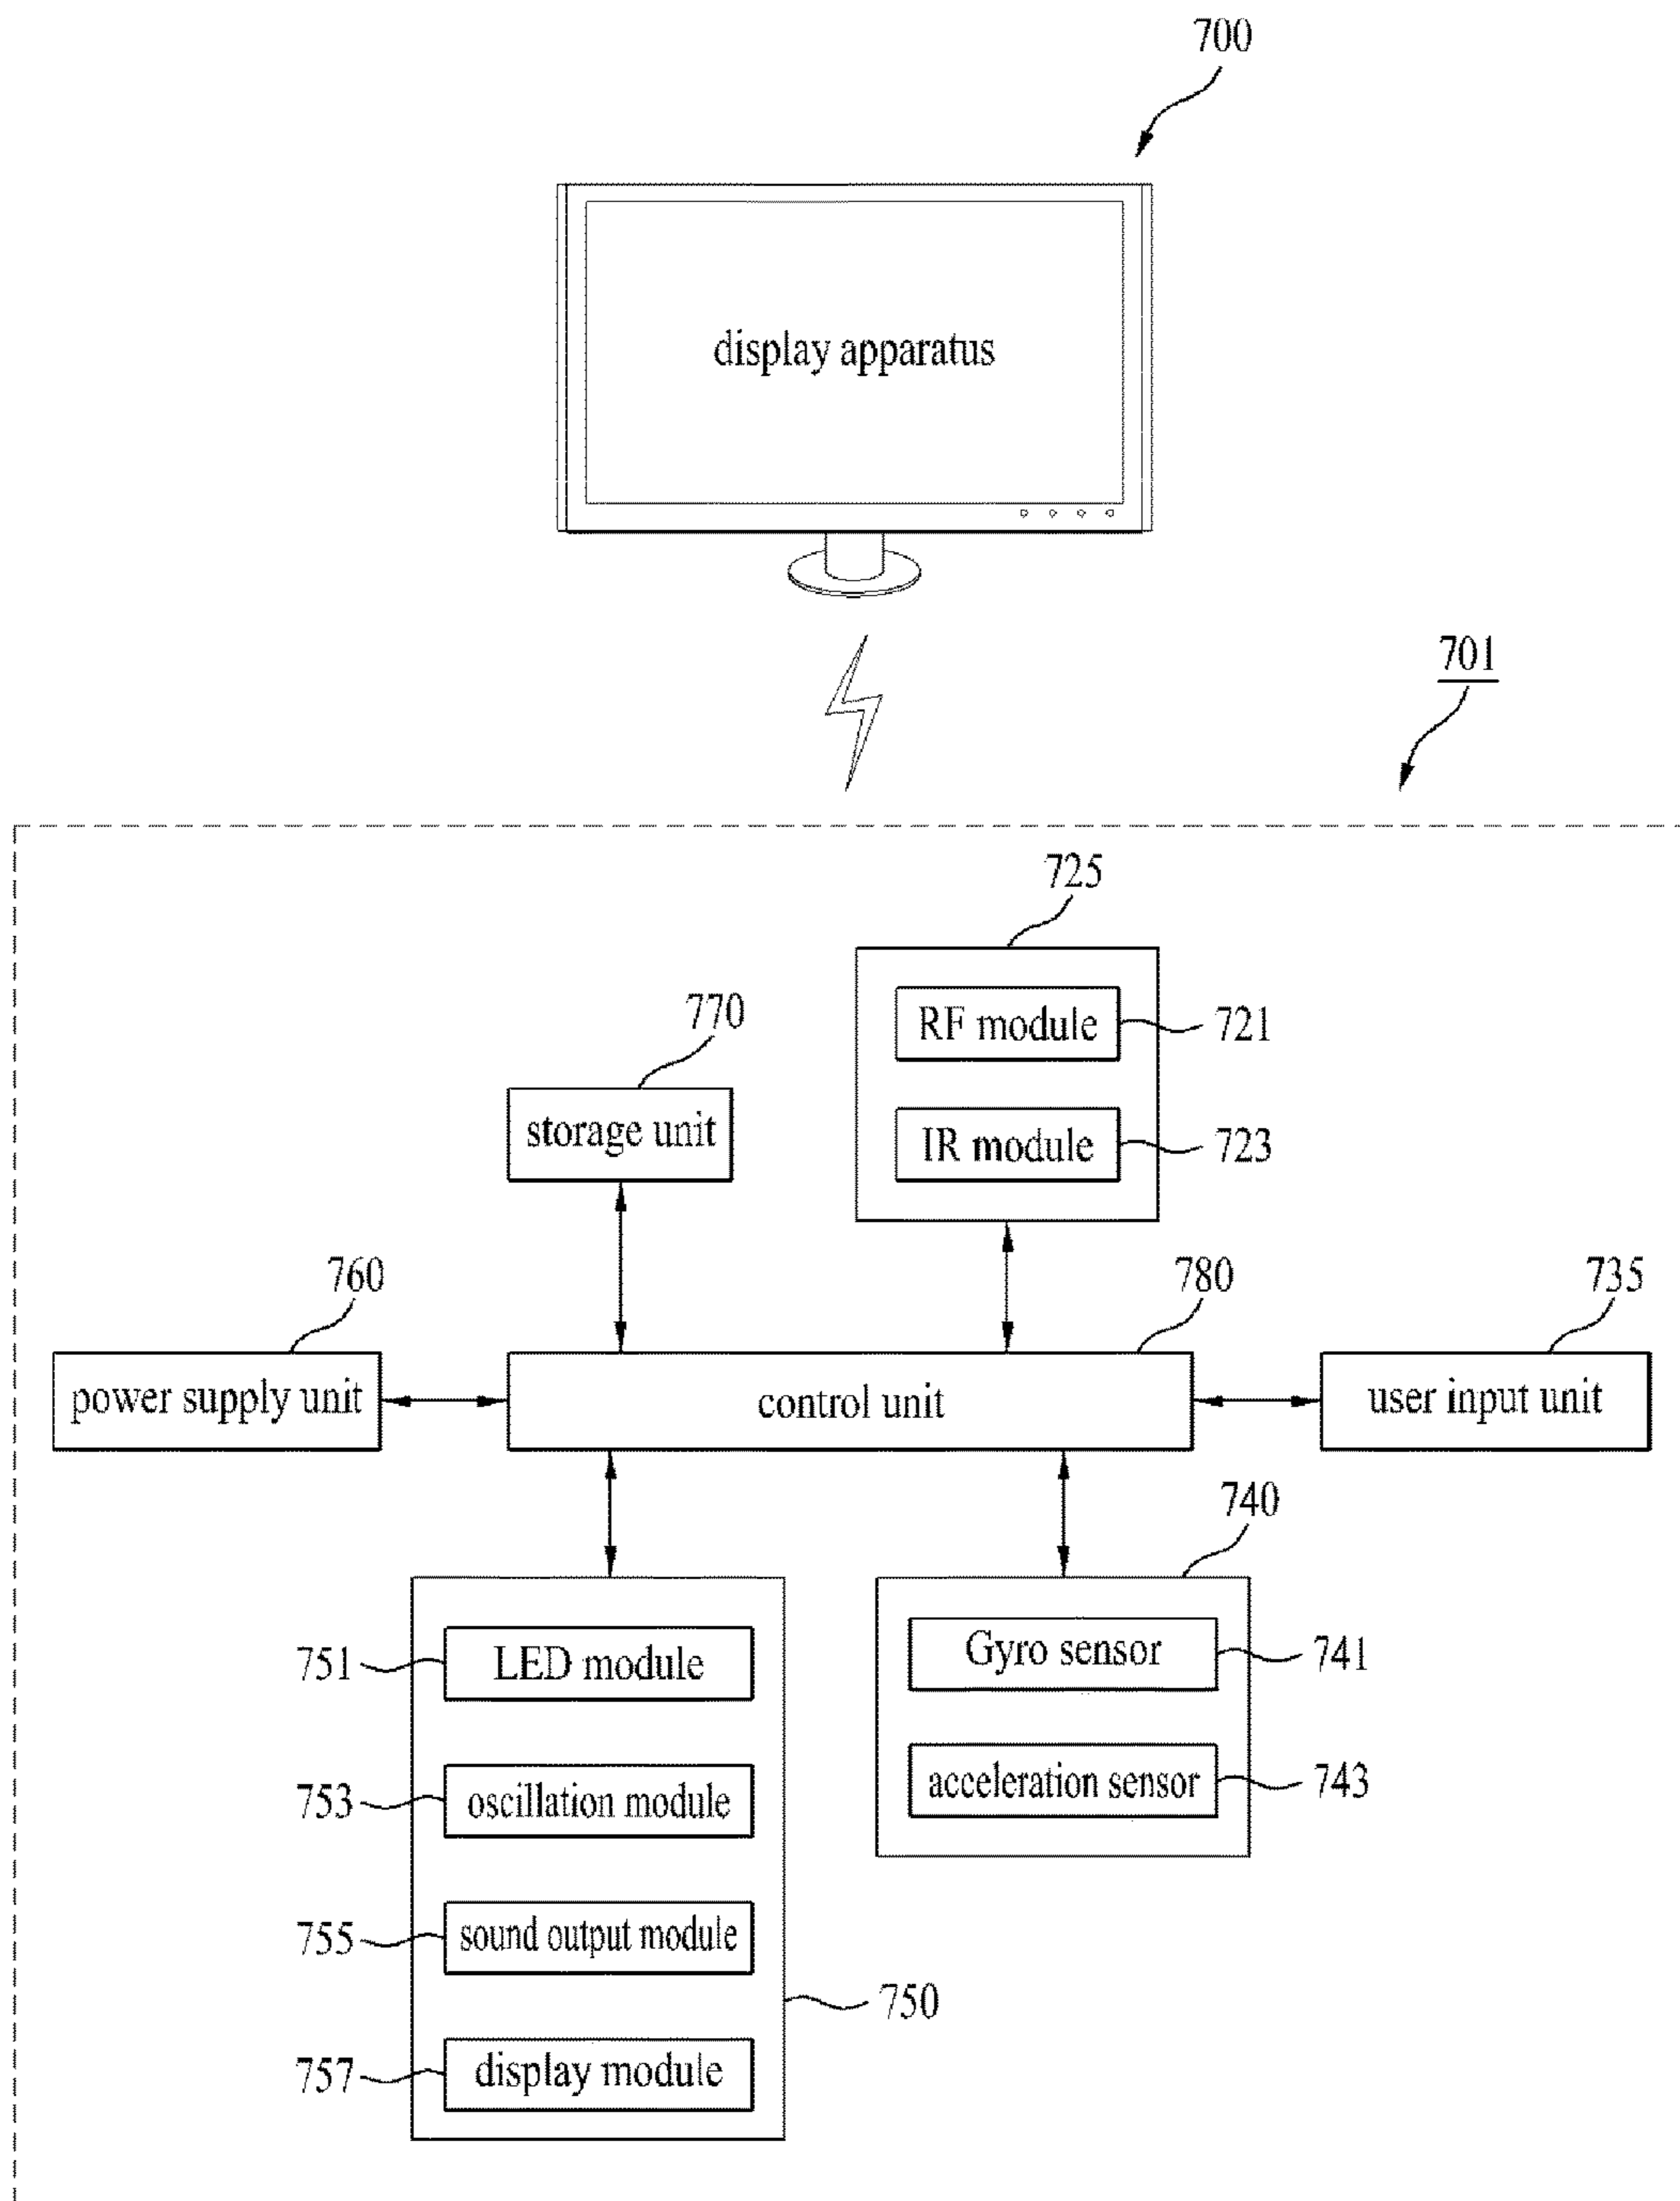 700
display apparatus
701
725
RF module 721
770
storage unit
IR module 723
760
780
735
power supply unit
control unit
user input unit
740
751 LED module
Gyro sensor 741
753 oscillation module
acceleration sensor 743
755 sound output module
750
757 display module